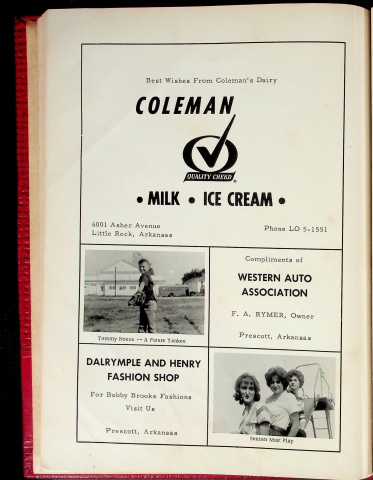 Best Wishes From Coleman's Dairy
COLEMAN
QUALITY CHEKD
• MILK • ICE CREAM •
6001 Asher Avenue
Little Rock, Arkansas
Phone LO 5-1551
Tommy Neece -- A Future Yankee
Compliments of
WESTERN AUTO
ASSOCIATION
F. A. RYMER, Owner
Prescott, Arkansas
DALRYMPLE AND HENRY
FASHION SHOP
For Bobby Brooks Fashions
Visit Us
Prescott, Arkansas
Seniors Must Play